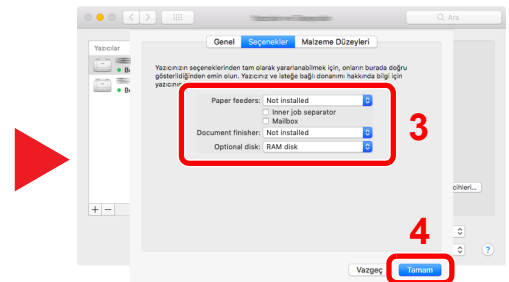 Ara
Yazıcılar
Genel
Seçenekler
Malzeme Düzeyleri
Yazıcınızın seçeneklerinden tam olarak yararlanabilmek için, onların burada doğru
gösterildiğinden emin olun. Yazıcınız ve isteğe bağlı donanımı hakkında bilgi için
Paper feeders: Not installed
Inner job separator
Mailbox
Document finisher: Not installed
Optional disk: RAM disk
3
cihleri...
+ −
4
?
Vazgeç
Tamam